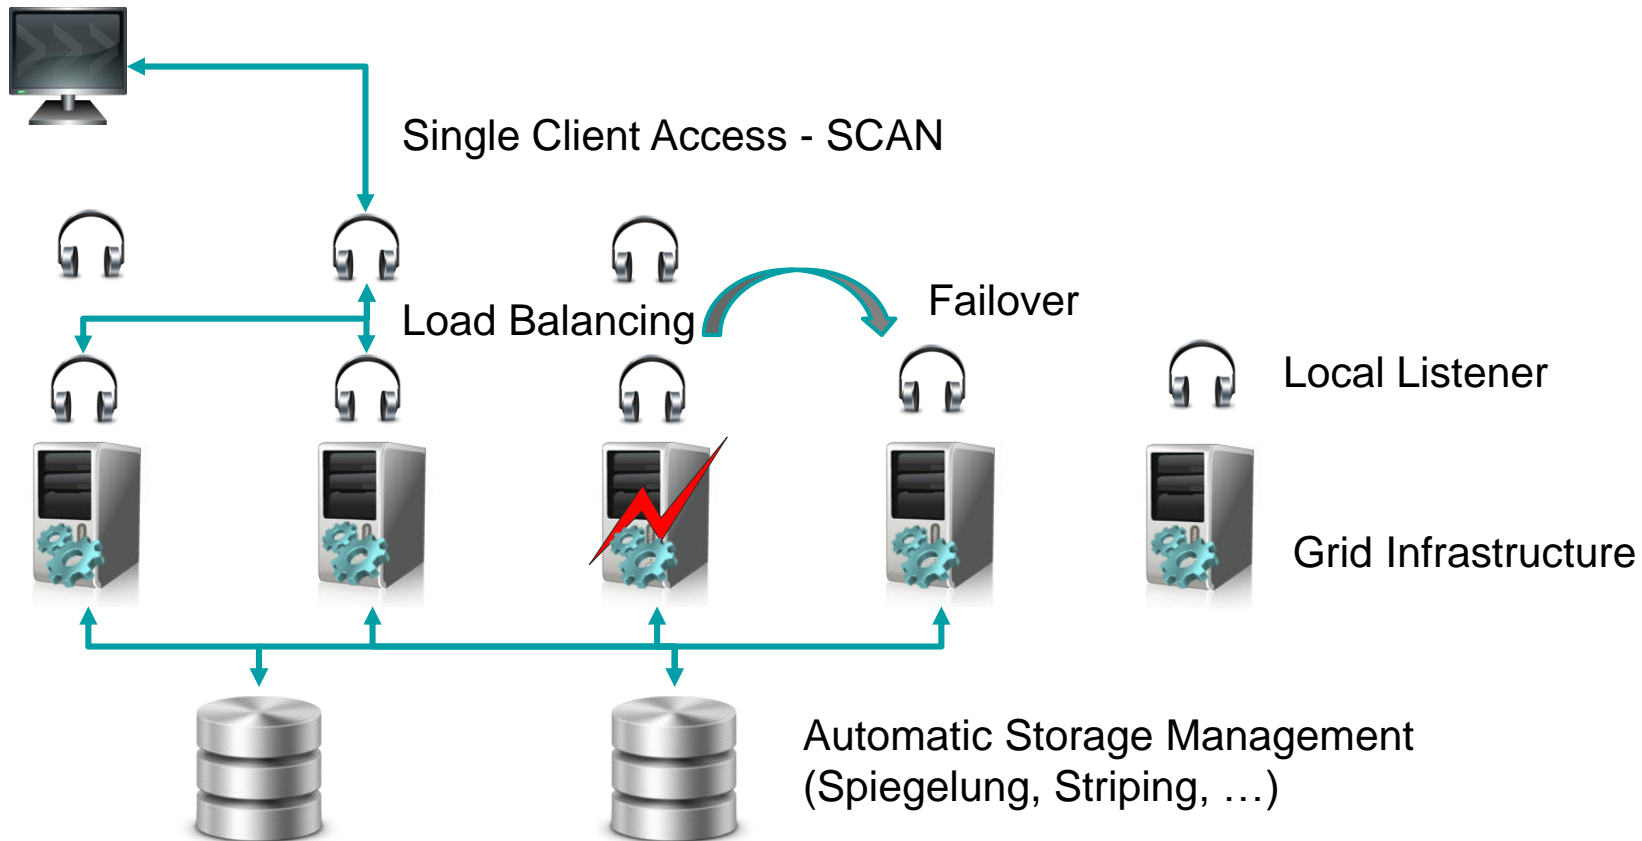 Single Client Access - SCAN
Failover
Load Balancing
Local Listener
Grid Infrastructure
Automatic Storage Management
(Spiegelung, Striping, …)